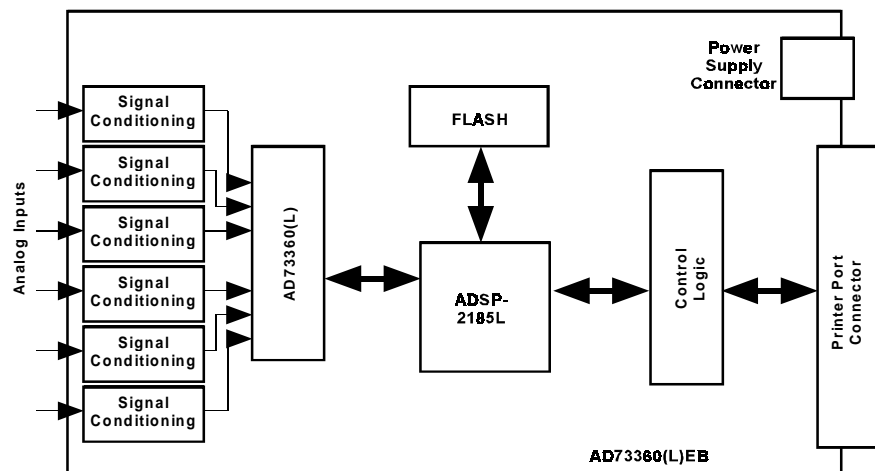 Power
Supply
Connector
Signal
Conditioning
FLASH
Signal
Conditioning
Signal
Conditioning
Signal
Conditioning
Signal
Conditioning
Signal
Conditioning
Analog Inputs
AD73360(L)
ADSP-
2185L
Control
Logic
Printer Port
Connector
AD73360(L)EB